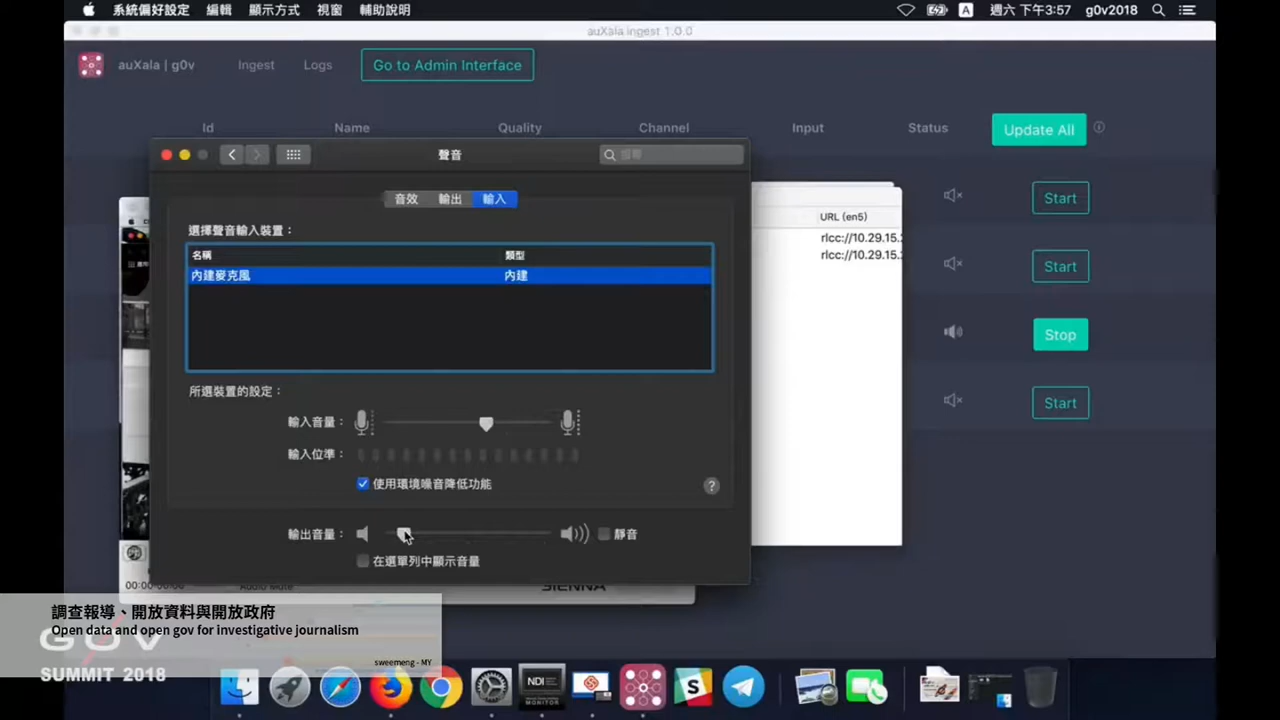 系統偏好設定 編輯 顯示方式 視窗 輔助說明 A 週六 下午3:57 g0v2018
auXala ingest 1.0.0
auXala | g0v Ingest Logs Go to Admin Interface
Id Name Quality Channel Input Status Update All
聲音
音效 輸出 輸入
Start
選擇聲音輸入裝置：
URL (en5)
名稱 類型
rlcc://10.29.15.
內建麥克風 內建
rlcc://10.29.15.
Start
Stop
所選裝置的設定：
Start
輸入音量：
輸入位準：
使用環境噪音降低功能 ?
輸出音量： 靜音
在選單列中顯示音量
Audio Mute SIENNA
調查報導、開放資料與開放政府
Open data and open gov for investigative journalism
G0V
SUMMIT 2018
sweemeng - MY
NDI
MONITOR